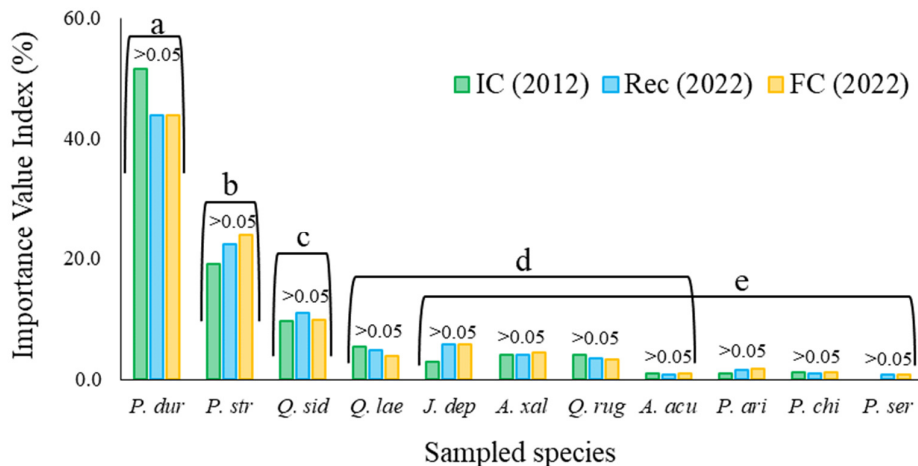 Importance Value Index (%)
60.0
40.0
20.0
0.0
a
>0.05
b
>0.05
c
>0.05
d
e
>0.05
>0.05
>0.05
>0.05
>0.05
>0.05
>0.05
>0.05
IC (2012) Rec (2022) FC (2022)
P. dur P. str Q. sid Q. lae J. dep A. xal Q. rug A. acu P. ari P. chi P. ser
Sampled species